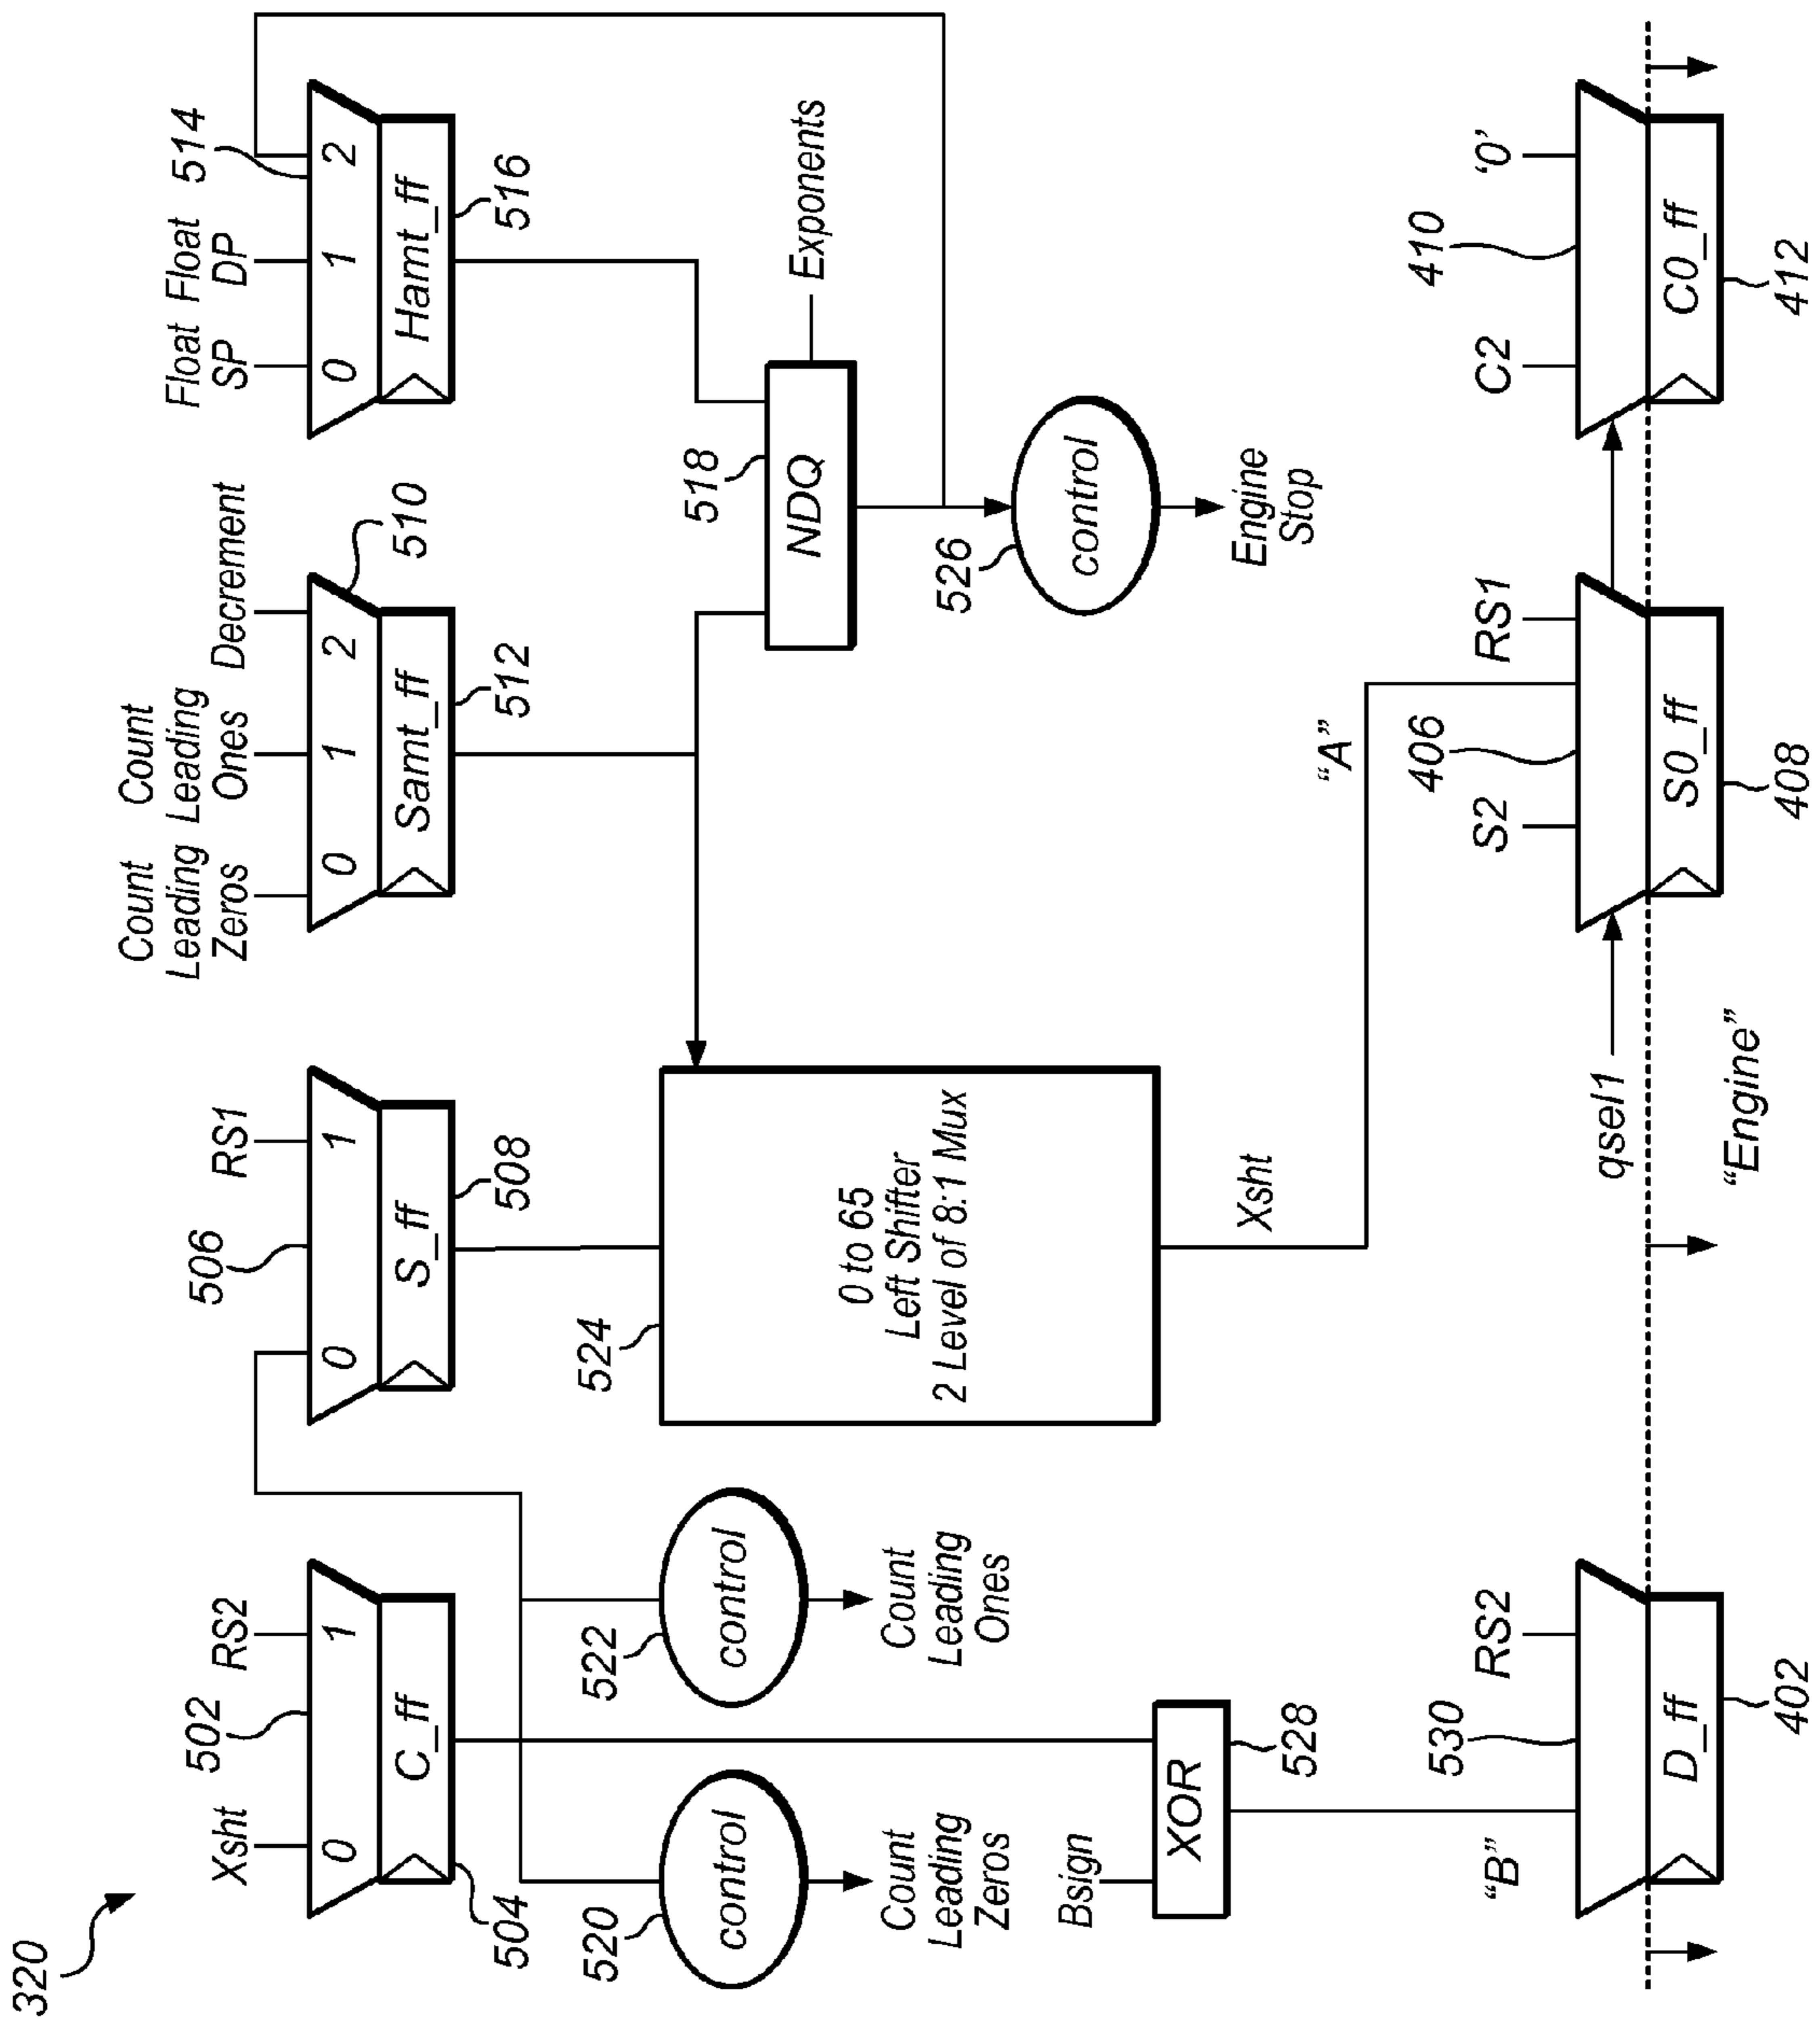 320
Xsht
RS2
502
0
1
C_ff
504
506
RS1
0
1
S_ff
508
Count
Leading
Zeros
Count
Leading
Ones
Decrement
510
0
1
2
Samt_ff
512
Float
SP
Float
DP
514
0
1
2
Hamt_ff
516
520
control
Count
Leading
Zeros
522
control
Count
Leading
Ones
524
0 to 65
Left Shifter
2 Level of 8:1 Mux
Xsht
518
NDQ
Exponents
526
control
Engine
Stop
Bsign
XOR
528
"A"
"B"
530
RS2
D_ff
402
qsel1
S2
406
RS1
S0_ff
408
C2
410
'0'
C0_ff
412
"Engine"